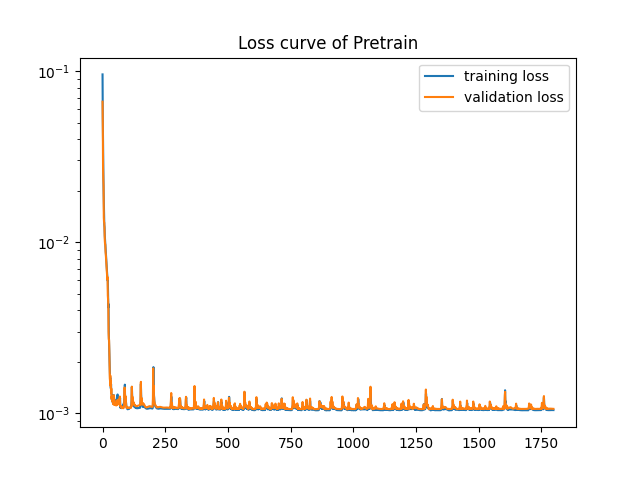 Loss curve of Pretrain
training loss
validation loss
10⁻¹
10⁻²
10⁻³
0 250 500 750 1000 1250 1500 1750